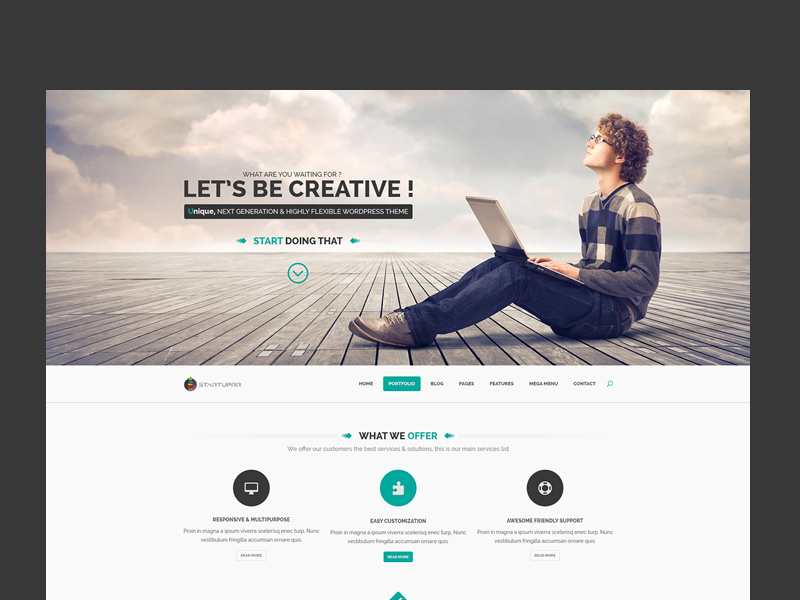 WHAT ARE YOU WAITING FOR ?
LET'S BE CREATIVE !
Unique, NEXT GENERATION & HIGHLY FLEXIBLE WORDPRESS THEME
START DOING THAT
STARTUPRR
HOME PORTFOLIO BLOG PAGES FEATURES MEGA MENU CONTACT
WHAT WE OFFER
We offer our customers the best services & solutions, this is our main services list
RESPONSIVE & MULTIPURPOSE
Proin in magna a ipsum viverra scelerisq enec turp, Nunc
vestibulum fringilla accumsan ornare quis.
READ MORE
EASY CUSTOMIZATION
Proin in magna a ipsum viverra scelerisq enec turp, Nunc
vestibulum fringilla accumsan ornare quis.
READ MORE
AWESOME FRIENDLY SUPPORT
Proin in magna a ipsum viverra scelerisq enec turp, Nunc
vestibulum fringilla accumsan ornare quis.
READ MORE